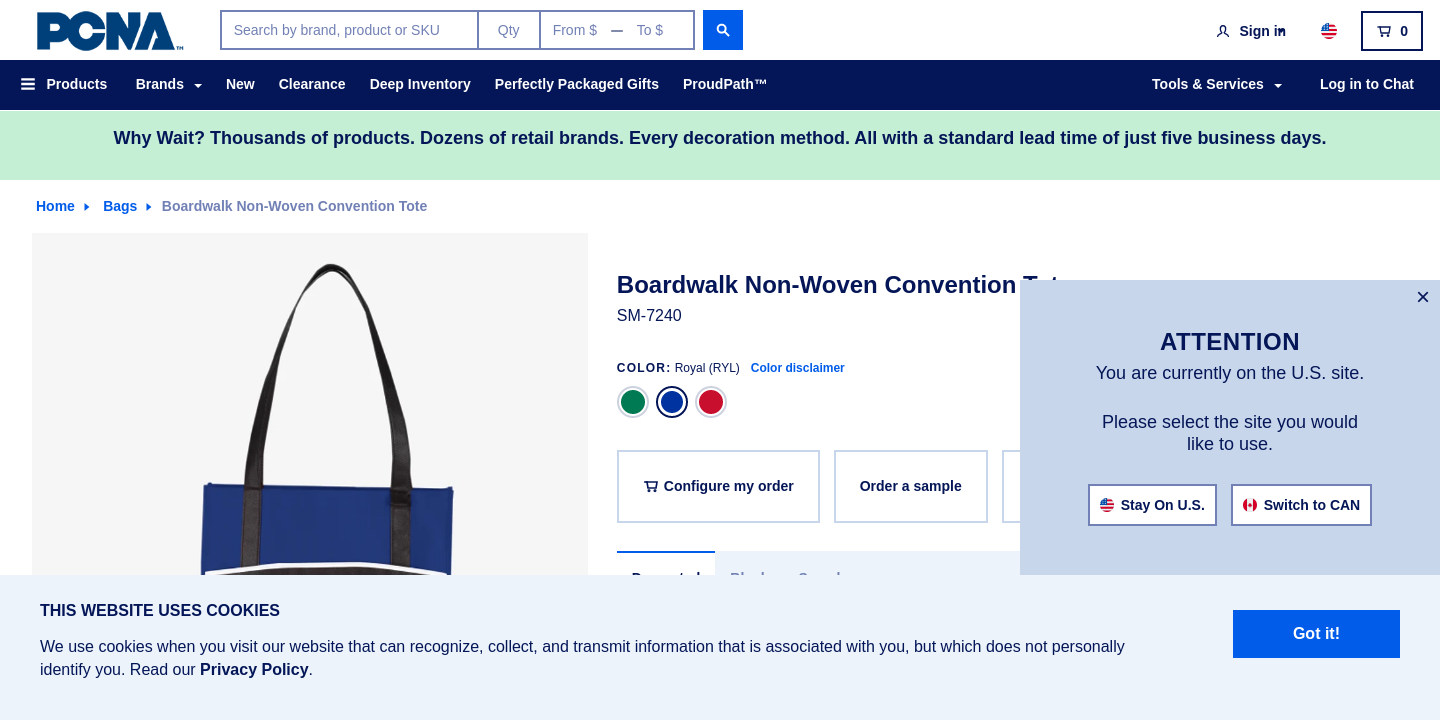 PCNA™
Search by brand, product or SKU
Qty
From $ — To $
Sign in
0
Products
Brands
New
Clearance
Deep Inventory
Perfectly Packaged Gifts
ProudPath™
Tools & Services
Log in to Chat
Why Wait? Thousands of products. Dozens of retail brands. Every decoration method. All with a standard lead time of just five business days.
Home
Bags
Boardwalk Non-Woven Convention Tote
Boardwalk Non-Woven Convention
SM-7240
COLOR: Royal (RYL) Color disclaimer
Configure my order
Order a sample
×
ATTENTION
You are currently on the U.S. site.
Please select the site you would
like to use.
Stay On U.S.
Switch to CAN
THIS WEBSITE USES COOKIES
We use cookies when you visit our website that can recognize, collect, and transmit information that is associated with you, but which does not personally
identify you. Read our Privacy Policy.
Got it!